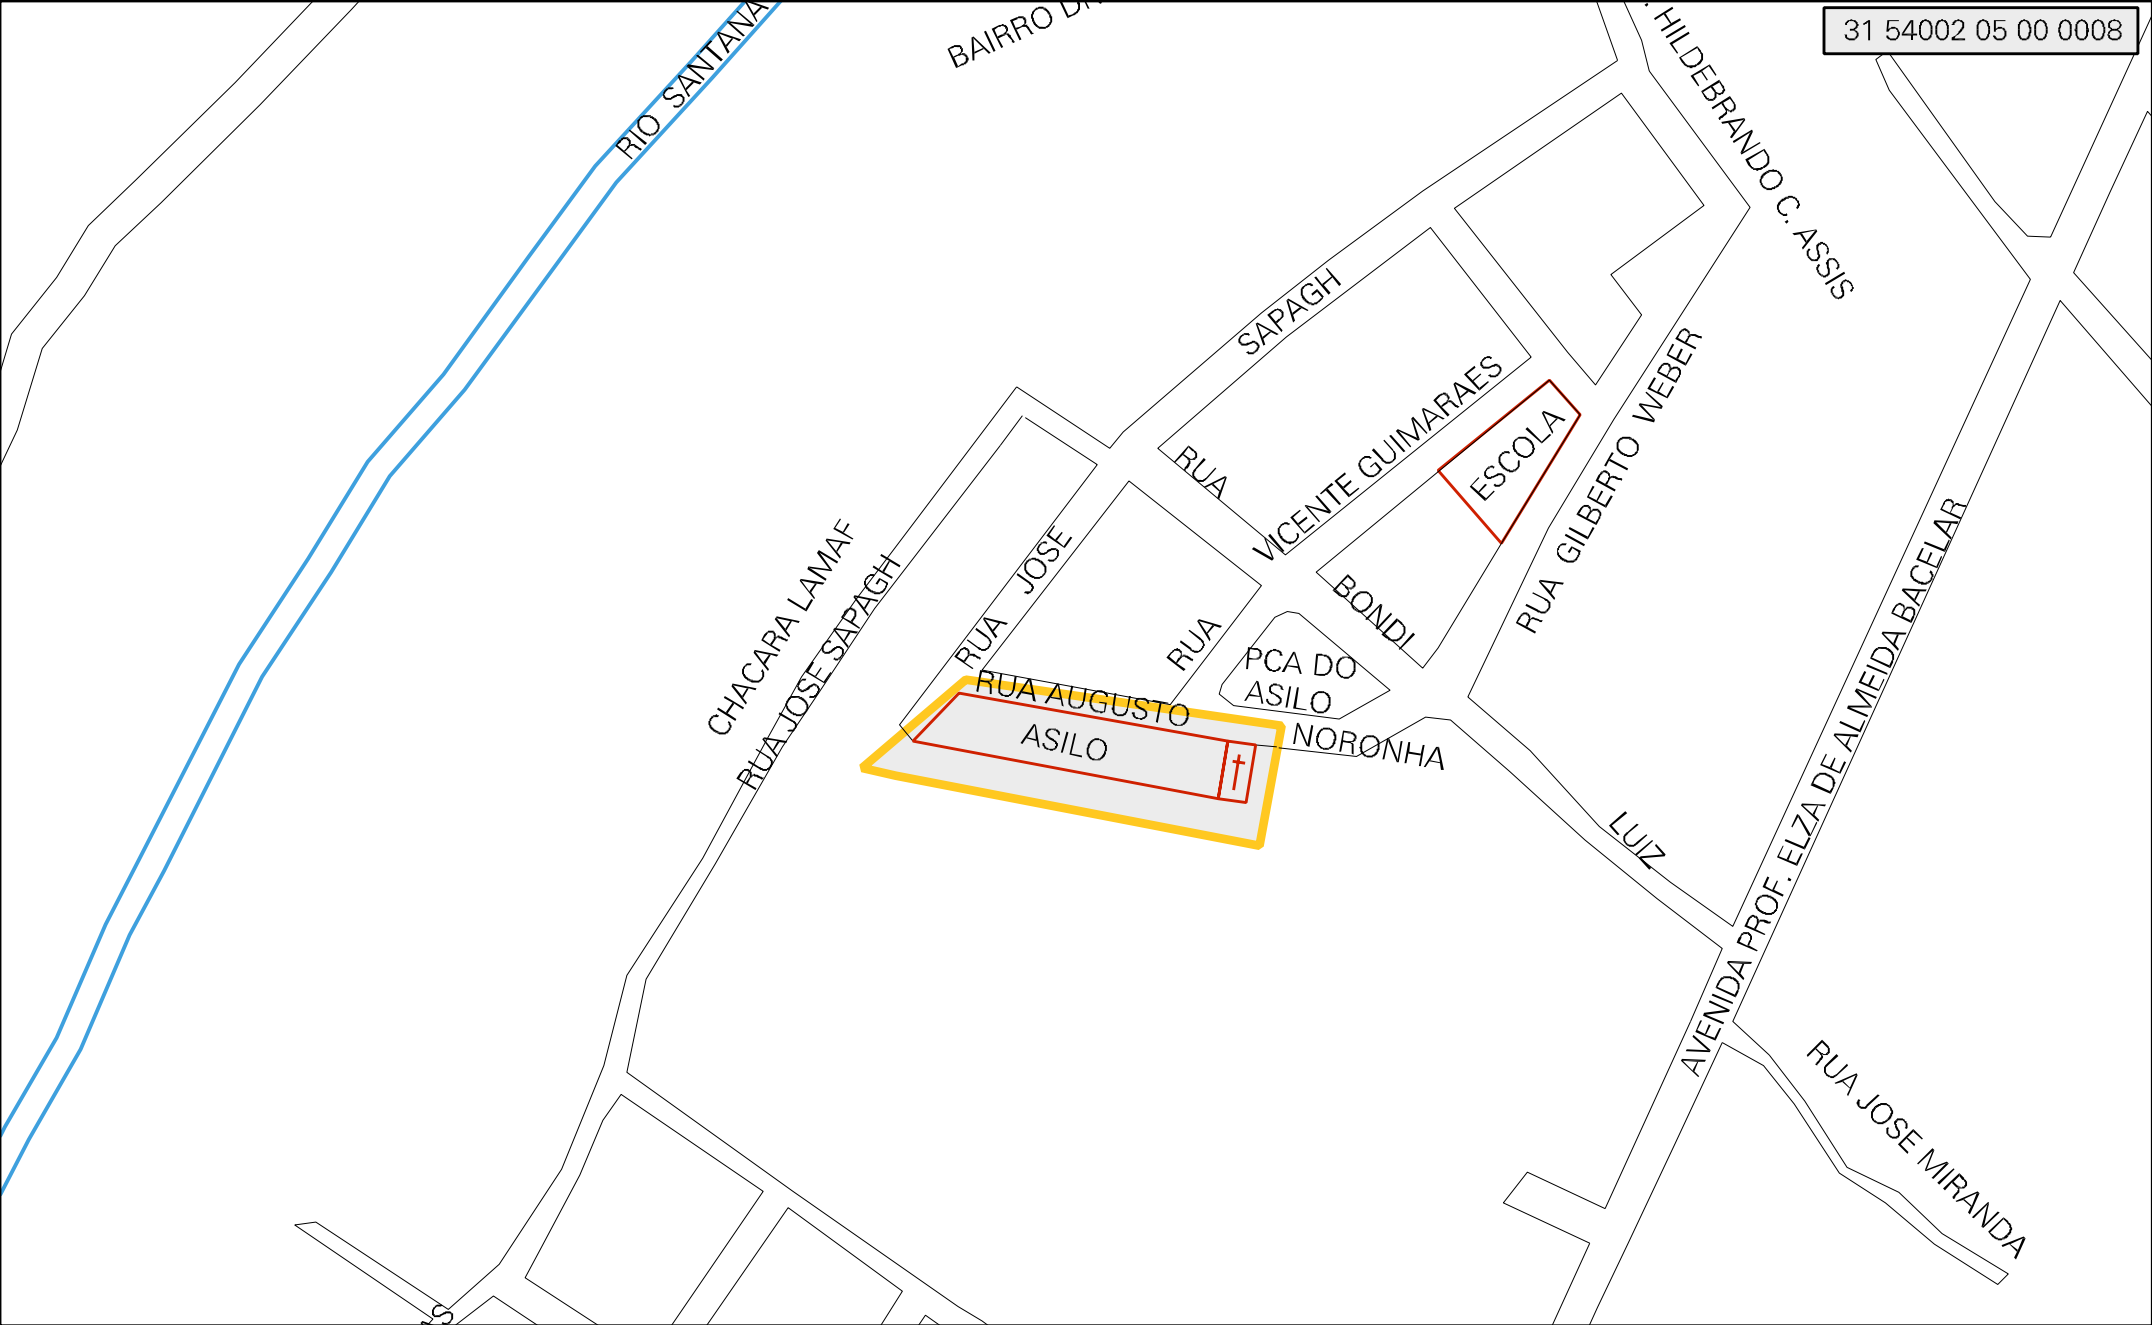 31 54002 05 00 0008
RIO SANTANA
BAIRRO
HILDEBRANDO C. ASSIS
SAPAGH
VICENTE GUIMARAES
RUA
ESCOLA
RUA GILBERTO WEBER
CHACARA LAMAF
RUA JOSE SAPAGH
RUA JOSE
RUA
BONDI
PCA DO
ASILO
RUA AUGUSTO
NORONHA
ASILO
LUIZ
AVENIDA PROF. ELZA DE ALMEIDA BACELAR
RUA JOSE MIRANDA